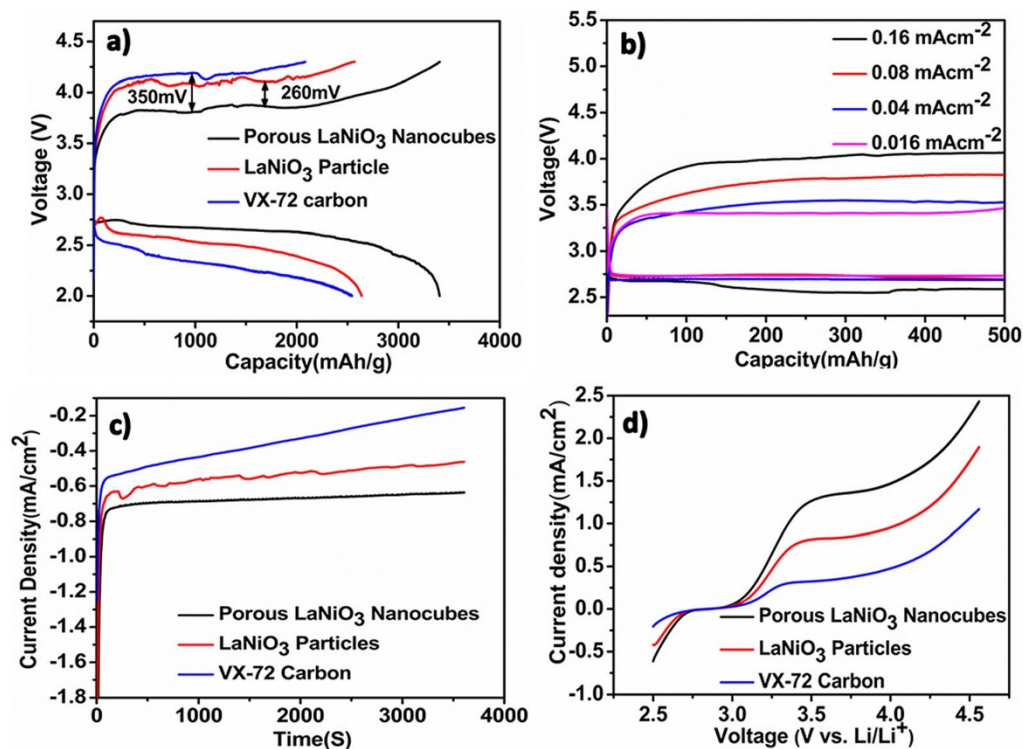 a)
4.5
4.0
3.5
3.0
2.5
2.0
Voltage (V)
350mV
260mV
Porous LaNiO₃ Nanocubes
LaNiO₃ Particle
VX-72 carbon
0
1000
2000
3000
4000
Capacity(mAh/g)
b)
5.5
5.0
4.5
4.0
3.5
3.0
2.5
Voltage(V)
0.16 mAcm⁻²
0.08 mAcm⁻²
0.04 mAcm⁻²
0.016 mAcm⁻²
0
100
200
300
400
500
Capacity(mAh/g)
c)
-0.2
-0.4
-0.6
-0.8
-1.0
-1.2
-1.4
-1.6
-1.8
Current Density(mA/cm²)
Porous LaNiO₃ Nanocubes
LaNiO₃ Particles
VX-72 Carbon
0
1000
2000
3000
4000
Time(S)
d)
2.5
2.0
1.5
1.0
0.5
0.0
-0.5
-1.0
Current density(mA/cm²)
Porous LaNiO₃ Nanocubes
LaNiO₃ Particles
VX-72 Carbon
2.5
3.0
3.5
4.0
4.5
Voltage (V vs. Li/Li⁺)